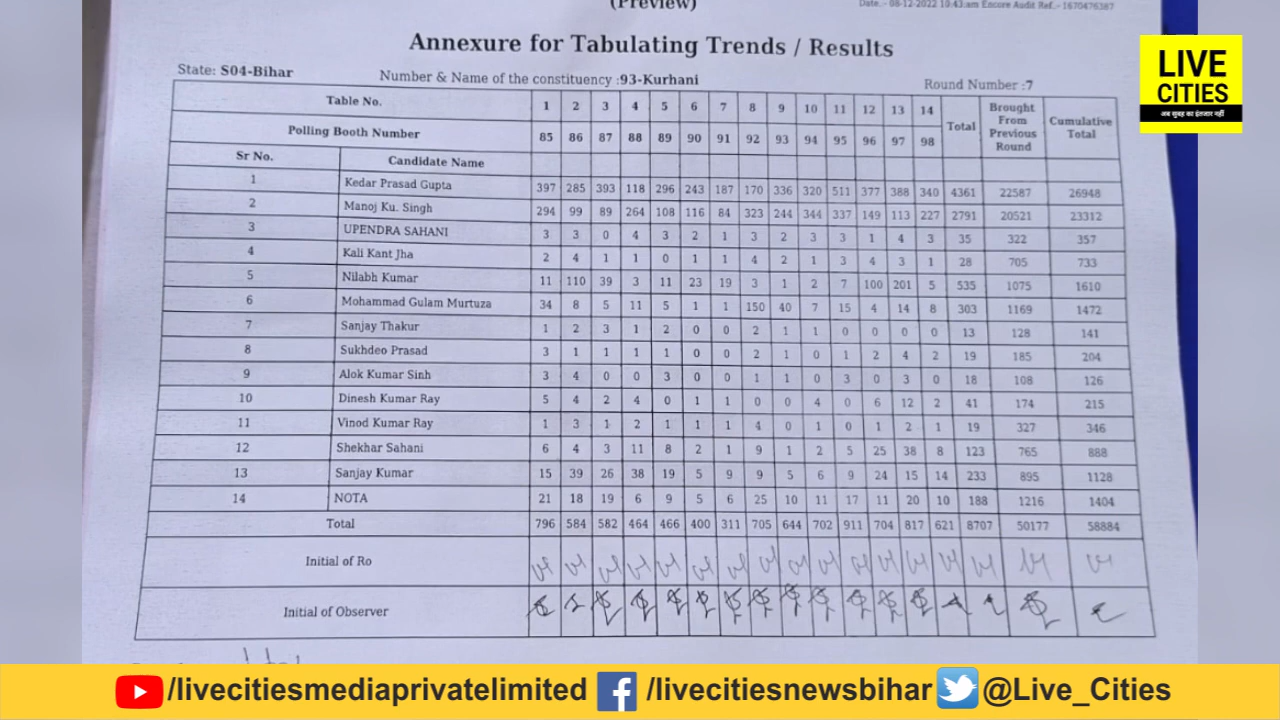 (Preview)
Date.- 08-12-2022 10:43:am Encore Audit Ref.- 1670476387
Annexure for Tabulating Trends / Results
State: S04-Bihar Number & Name of the constituency :93-Kurhani Round Number :7
Table No. 1 2 3 4 5 6 7 8 9 10 11 12 13 14 Total Brought From Previous Round Cumulative Total
Polling Booth Number 85 86 87 88 89 90 91 92 93 94 95 96 97 98
Sr No. Candidate Name
1 Kedar Prasad Gupta 397 285 393 118 296 243 187 170 336 320 511 377 388 340 4361 22587 26948
2 Manoj Ku. Singh 294 99 89 264 108 116 84 323 244 344 337 149 113 227 2791 20521 23312
3 UPENDRA SAHANI 3 3 0 4 3 2 1 3 2 3 3 1 4 3 35 322 357
4 Kali Kant Jha 2 4 1 1 0 1 1 4 2 1 3 4 3 1 28 705 733
5 Nilabh Kumar 11 110 39 3 11 23 19 3 1 2 7 100 201 5 535 1075 1610
6 Mohammad Gulam Murtuza 34 8 5 11 5 1 1 150 40 7 15 4 14 8 303 1169 1472
7 Sanjay Thakur 1 2 3 1 2 0 0 2 1 1 0 0 0 0 13 128 141
8 Sukhdeo Prasad 3 1 1 1 1 0 0 2 1 0 1 2 4 2 19 185 204
9 Alok Kumar Sinh 3 4 0 0 3 0 0 1 1 0 3 0 3 0 18 108 126
10 Dinesh Kumar Ray 5 4 2 4 0 1 1 0 0 4 0 6 12 2 41 174 215
11 Vinod Kumar Ray 1 3 1 2 1 1 1 4 0 1 0 1 2 1 19 327 346
12 Shekhar Sahani 6 4 3 11 8 2 1 9 1 2 5 25 38 8 123 765 888
13 Sanjay Kumar 15 39 26 38 19 5 9 9 5 6 9 24 15 14 233 895 1128
14 NOTA 21 18 19 6 9 5 6 25 10 11 17 11 20 10 188 1216 1404
Total 796 584 582 464 466 400 311 705 644 702 911 704 817 621 8707 50177 58884
Initial of Ro
Initial of Observer
LIVE
CITIES
अब सुबह का इंतजार नहीं
/livecitiesmediaprivatelimited /livecitiesnewsbihar @Live_Cities